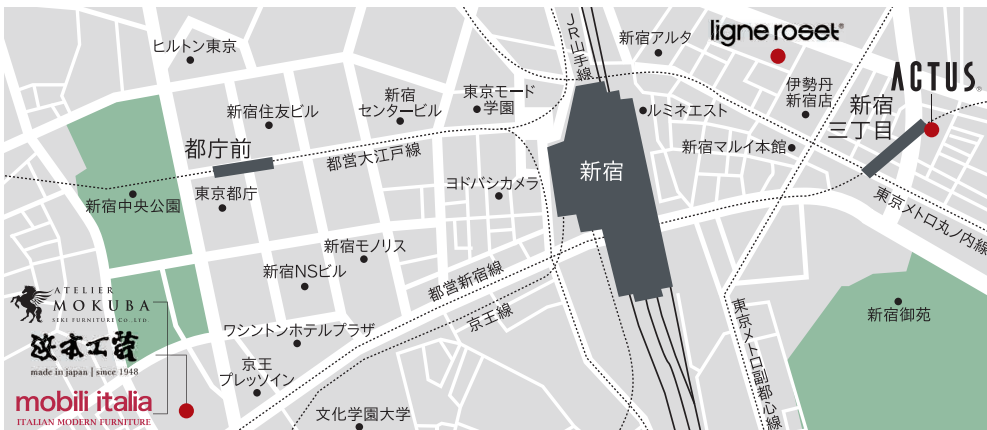 ヒルトン東京
JR山手線
新宿アルタ
ligne roset®
ACTUS®
新宿住友ビル
新宿
センタービル
東京モード
学園
ルミネエスト
伊勢丹
新宿店
新宿
三丁目
都庁前
都営大江戸線
新宿マルイ本館
新宿
新宿中央公園
東京都庁
ヨドバシカメラ
東京メトロ丸ノ内線
新宿モノリス
新宿NSビル
都営新宿線
京王線
東京メトロ副都心線
新宿御苑
ATELIER
MOKUBA
SEKI FURNITURE CO.,LTD.
浜本工芸
made in japan | since 1948
mobili italia
ITALIAN MODERN FURNITURE
ワシントンホテルプラザ
京王
プレッソイン
文化学園大学